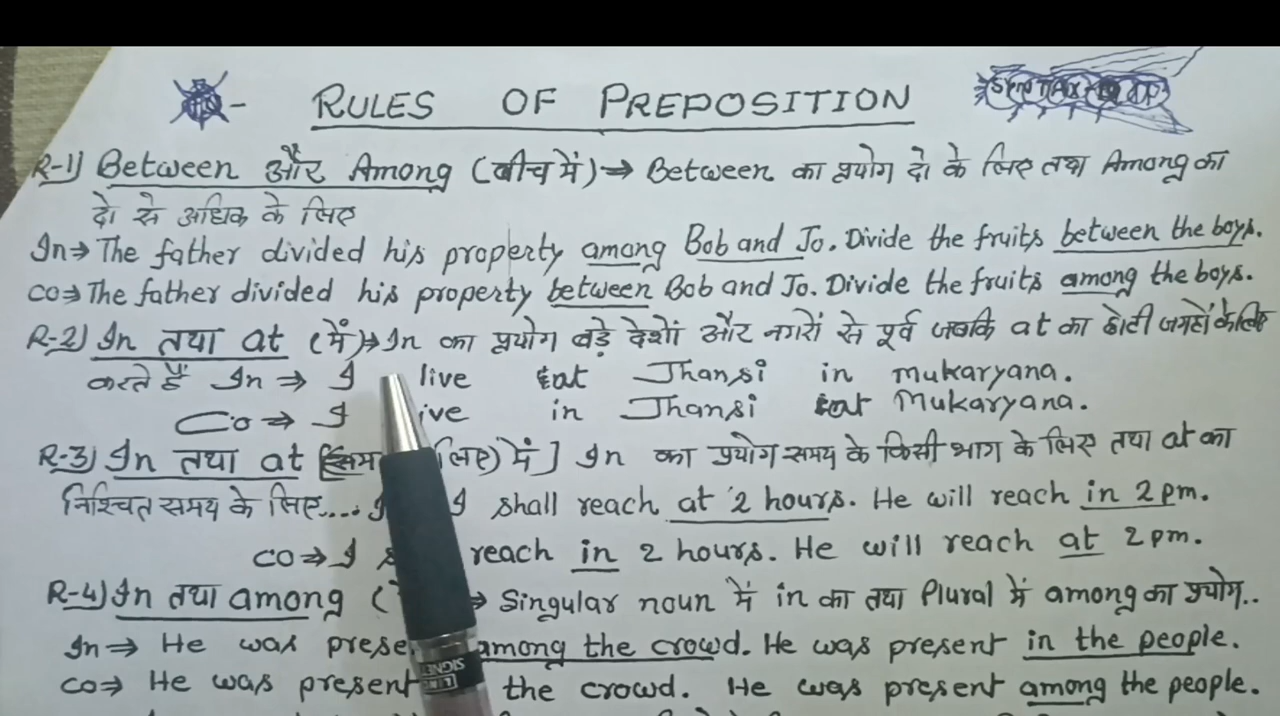 RULES OF PREPOSITION
R-1) Between और Among (बीच में) → Between का प्रयोग दो के लिए तथा Among का
दो से अधिक के लिए
In⇒ The father divided his property among Bob and Jo. Divide the fruits between the boys.
CO⇒ The father divided his property between Bob and Jo. Divide the fruits among the boys.
R-2) In तथा at (में)→ In का प्रयोग बड़े देशों और नगरों से पूर्व जबकि at का छोटी जगहों के लिए
करते हैं In ⇒ I live at Jhansi in mukaryana.
Co → I ive in Jhansi at Mukaryana.
R-3) In तथा at लिए) में] In का प्रयोग समय के किसी भाग के लिए तथा at का
निश्चित समय के लिए.... I shall reach at 2 hours. He will reach in 2 pm.
CO⇒ I reach in 2 hours. He will reach at 2 pm.
R-4) In तथा among ( ⇒ Singular noun में in का तथा Plural में among का प्रयोग..
In ⇒ He was prese among the crowd. He was present in the people.
CO⇒ He was present the crowd. He was present among the people.